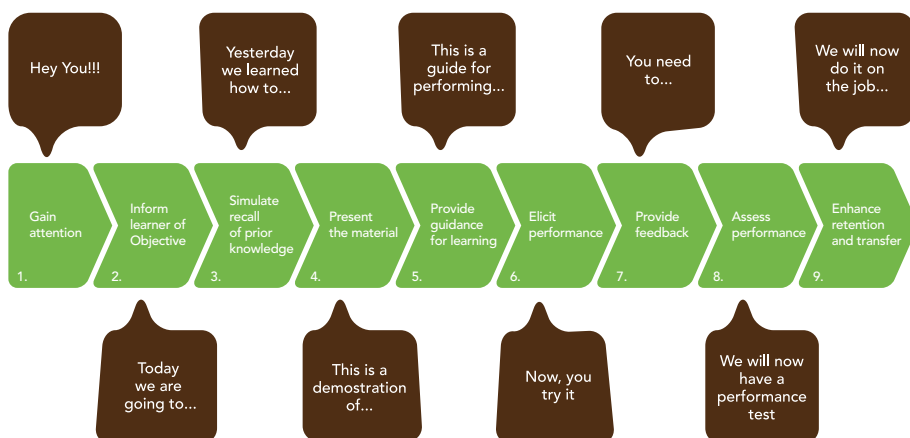 Hey You!!!
Yesterday
we learned
how to...
This is a
guide for
performing...
You need
to...
We will now
do it on
the job...
Gain
attention
1.
Inform
learner of
Objective
2.
Simulate
recall
of prior
knowledge
3.
Present
the material
4.
Provide
guidance
for learning
5.
Elicit
performance
6.
Provide
feedback
7.
Assess
performance
8.
Enhance
retention
and transfer
9.
Today
we are
going to...
This is a
demostration
of...
Now, you
try it
We will now
have a
performance
test